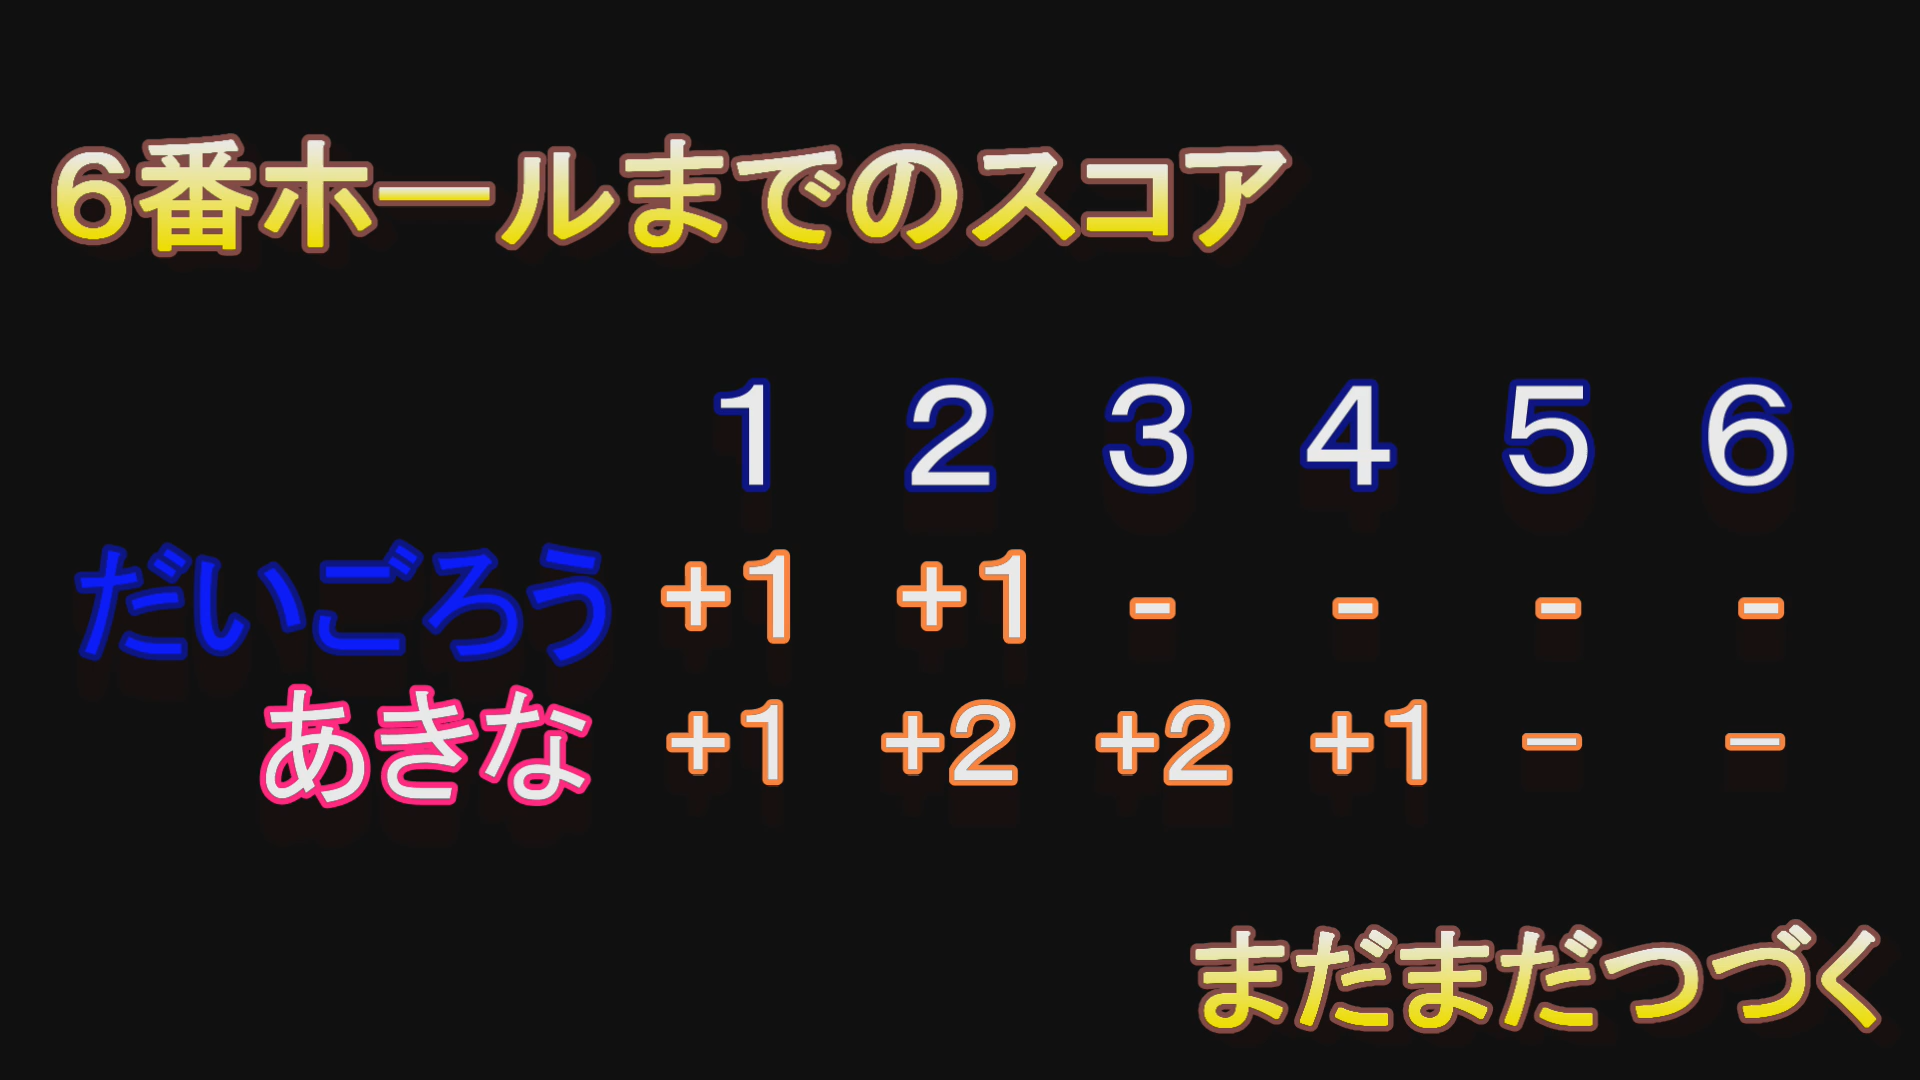 6番ホールまでのスコア
1 2 3 4 5 6
だいごろう +1 +1 - - - -
あきな +1 +2 +2 +1 − −
まだまだつづく